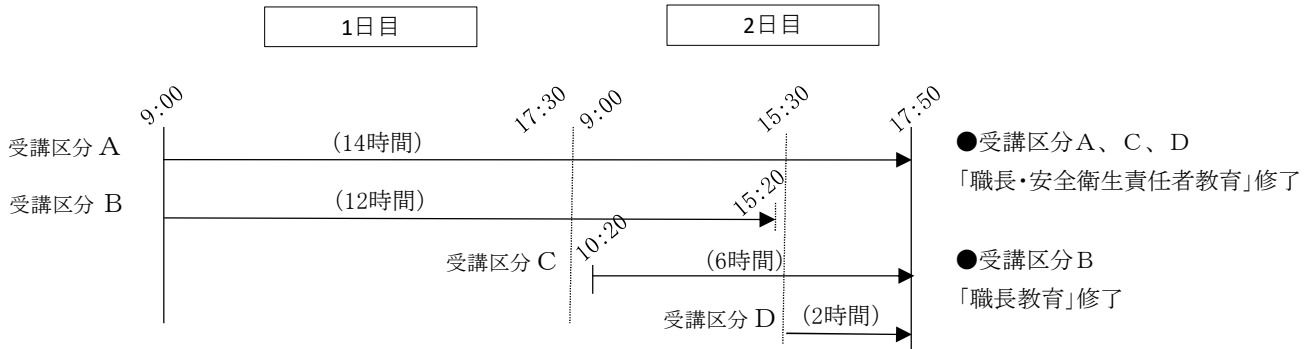 1日目
2日目
9:00
17:30
9:00
15:30
17:50
受講区分 A
(14時間)
●受講区分A、C、D
「職長・安全衛生責任者教育」修了
受講区分 B
(12時間)
15:20
受講区分 C
10:20
(6時間)
●受講区分B
「職長教育」修了
受講区分 D
(2時間)